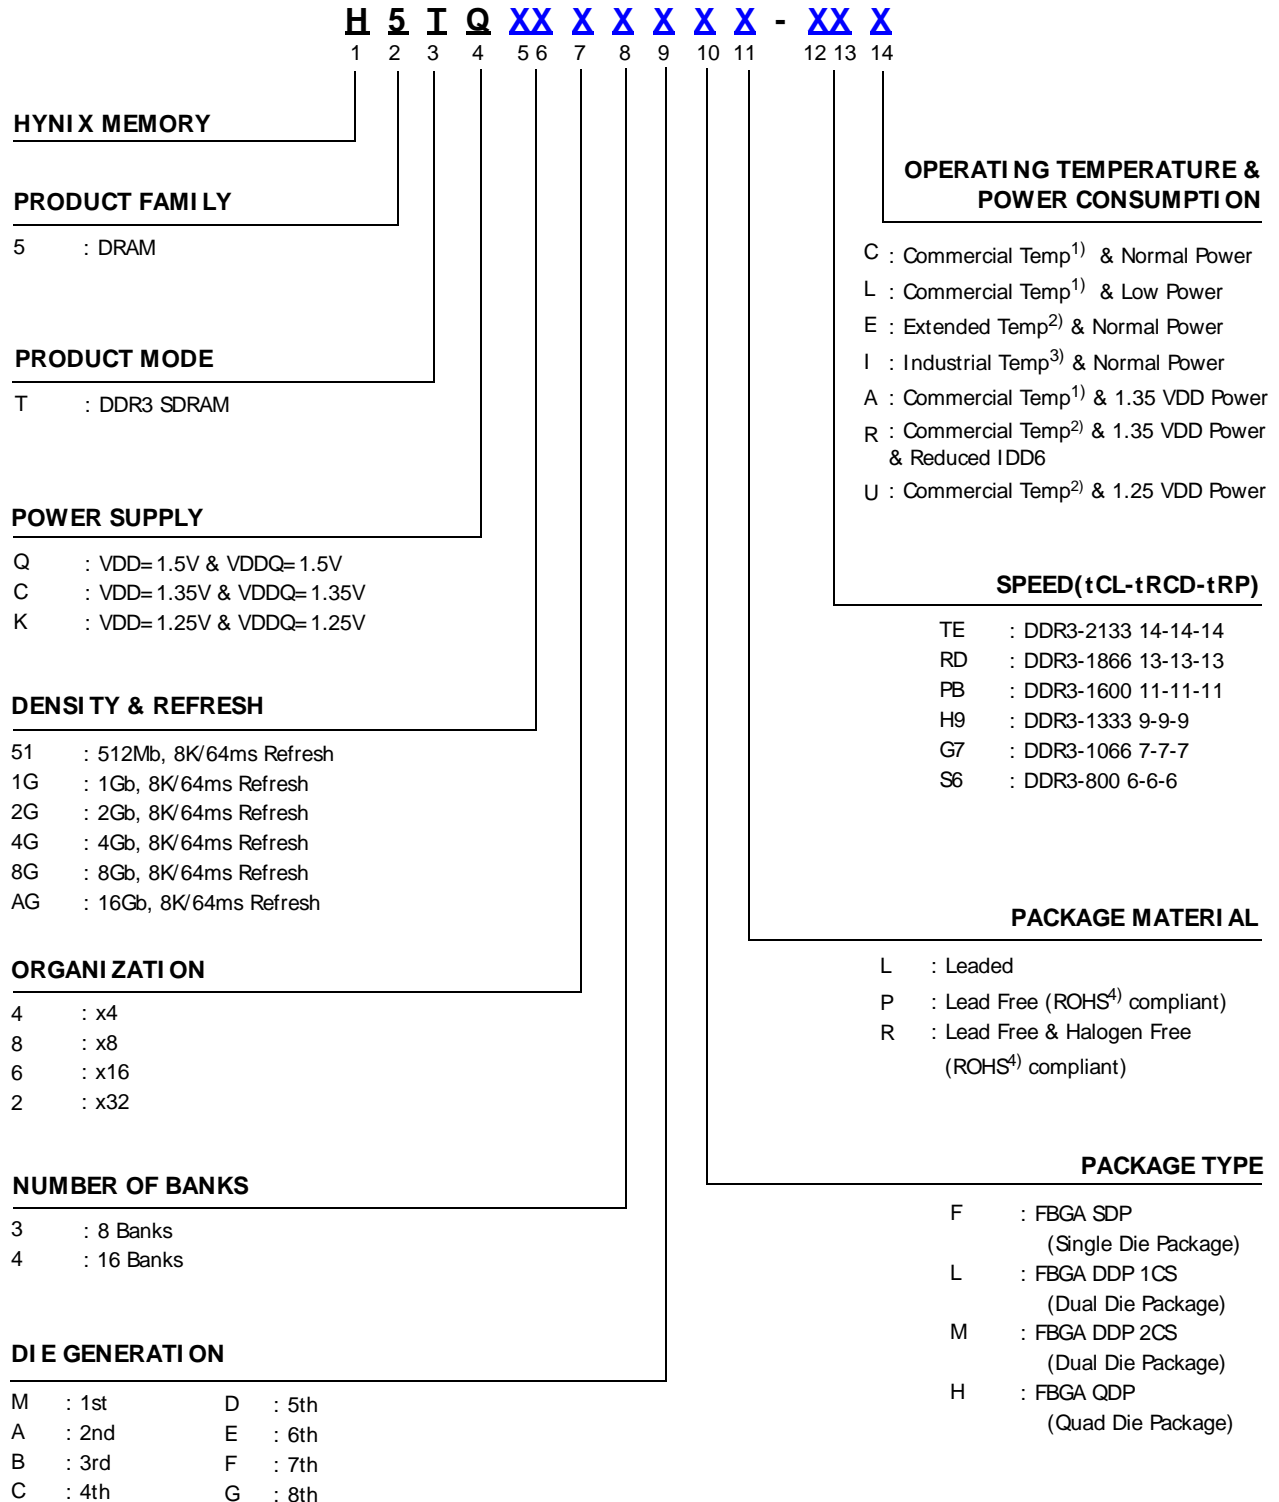 H 5 T Q XX X X X X X - XX X
1 2 3 4 5 6 7 8 9 10 11 12 13 14
HYNIX MEMORY
PRODUCT FAMILY
5 : DRAM
PRODUCT MODE
T : DDR3 SDRAM
POWER SUPPLY
Q : VDD=1.5V & VDDQ=1.5V
C : VDD=1.35V & VDDQ=1.35V
K : VDD=1.25V & VDDQ=1.25V
DENSITY & REFRESH
51 : 512Mb, 8K/64ms Refresh
1G : 1Gb, 8K/64ms Refresh
2G : 2Gb, 8K/64ms Refresh
4G : 4Gb, 8K/64ms Refresh
8G : 8Gb, 8K/64ms Refresh
AG : 16Gb, 8K/64ms Refresh
ORGANIZATION
4 : x4
8 : x8
6 : x16
2 : x32
NUMBER OF BANKS
3 : 8 Banks
4 : 16 Banks
DIE GENERATION
M : 1st D : 5th
A : 2nd E : 6th
B : 3rd F : 7th
C : 4th G : 8th
OPERATING TEMPERATURE &
POWER CONSUMPTION
C : Commercial Temp1) & Normal Power
L : Commercial Temp1) & Low Power
E : Extended Temp2) & Normal Power
I : Industrial Temp3) & Normal Power
A : Commercial Temp1) & 1.35 VDD Power
R : Commercial Temp2) & 1.35 VDD Power
& Reduced IDD6
U : Commercial Temp2) & 1.25 VDD Power
SPEED(tCL-tRCD-tRP)
TE : DDR3-2133 14-14-14
RD : DDR3-1866 13-13-13
PB : DDR3-1600 11-11-11
H9 : DDR3-1333 9-9-9
G7 : DDR3-1066 7-7-7
S6 : DDR3-800 6-6-6
PACKAGE MATERIAL
L : Leaded
P : Lead Free (ROHS4) compliant)
R : Lead Free & Halogen Free
(ROHS4) compliant)
PACKAGE TYPE
F : FBGA SDP
(Single Die Package)
L : FBGA DDP 1CS
(Dual Die Package)
M : FBGA DDP 2CS
(Dual Die Package)
H : FBGA QDP
(Quad Die Package)